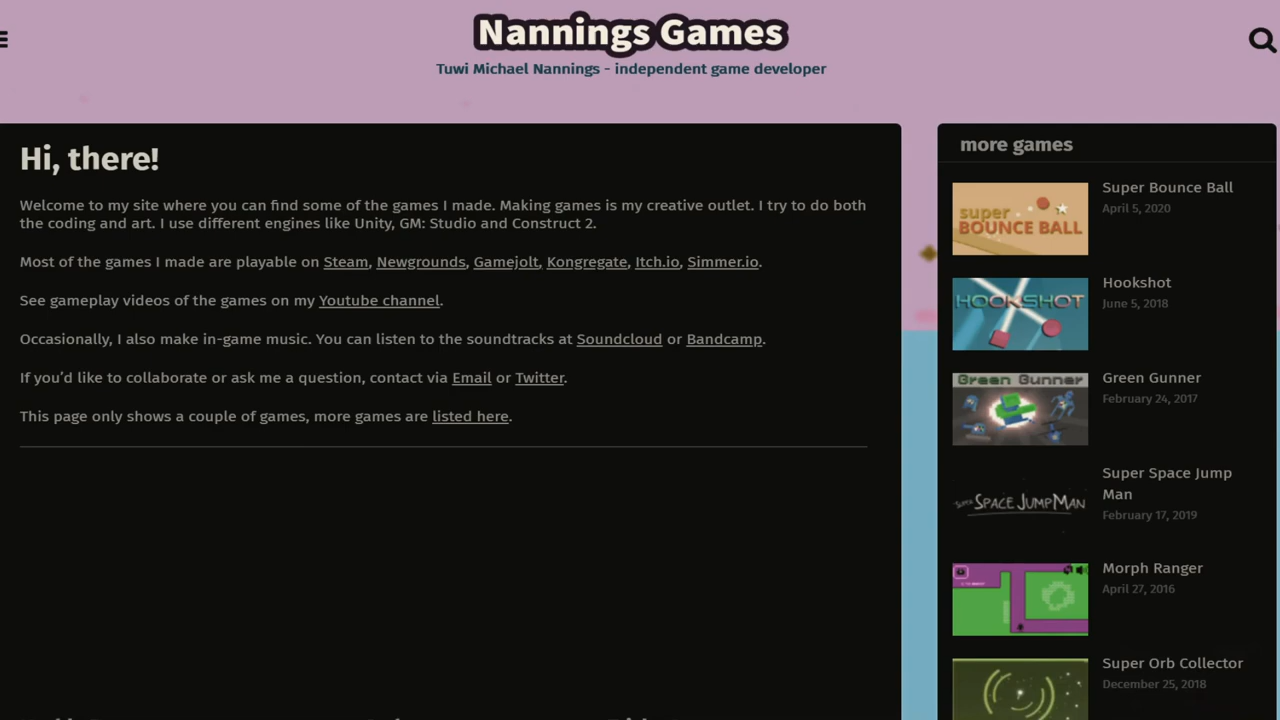 Nannings Games
Tuwi Michael Nannings - independent game developer
Hi, there!
Welcome to my site where you can find some of the games I made. Making games is my creative outlet. I try to do both
the coding and art. I use different engines like Unity, GM: Studio and Construct 2.
Most of the games I made are playable on Steam, Newgrounds, Gamejolt, Kongregate, Itch.io, Simmer.io.
See gameplay videos of the games on my Youtube channel.
Occasionally, I also make in-game music. You can listen to the soundtracks at Soundcloud or Bandcamp.
If you’d like to collaborate or ask me a question, contact via Email or Twitter.
This page only shows a couple of games, more games are listed here.
more games
super
BOUNCE BALL
Super Bounce Ball
April 5, 2020
HOOKSHOT
Hookshot
June 5, 2018
Green Gunner
Green Gunner
February 24, 2017
Super SPACE JUMP MAN
Super Space Jump
Man
February 17, 2019
Morph Ranger
April 27, 2016
Super Orb Collector
December 25, 2018